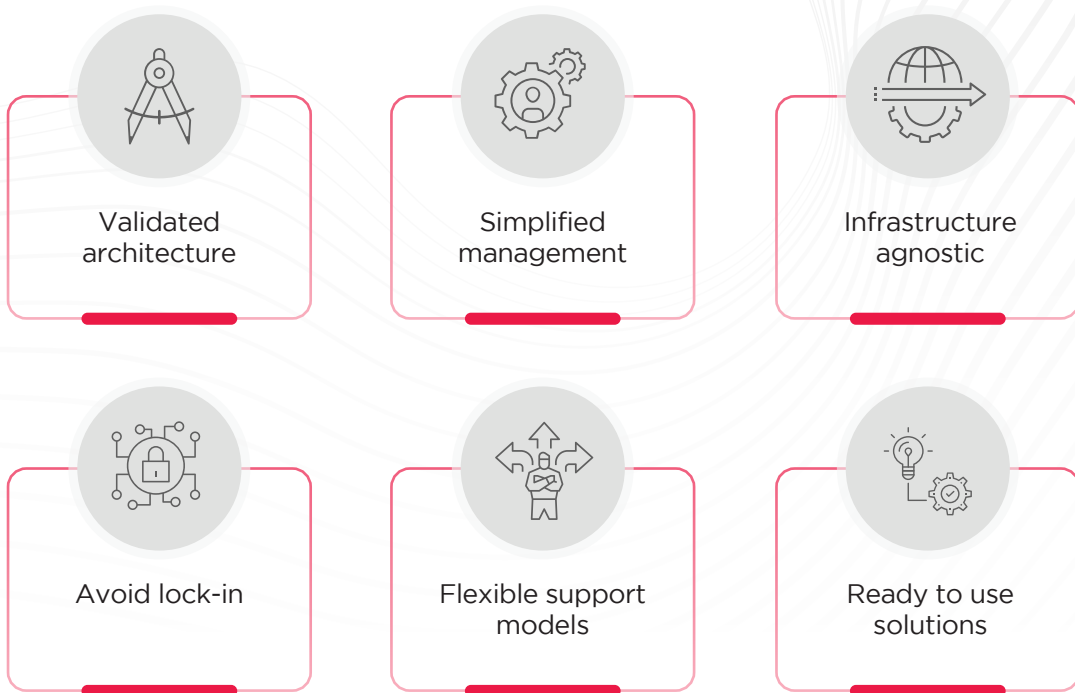 Validated
architecture
Simplified
management
Infrastructure
agnostic
Avoid lock-in
Flexible support
models
Ready to use
solutions